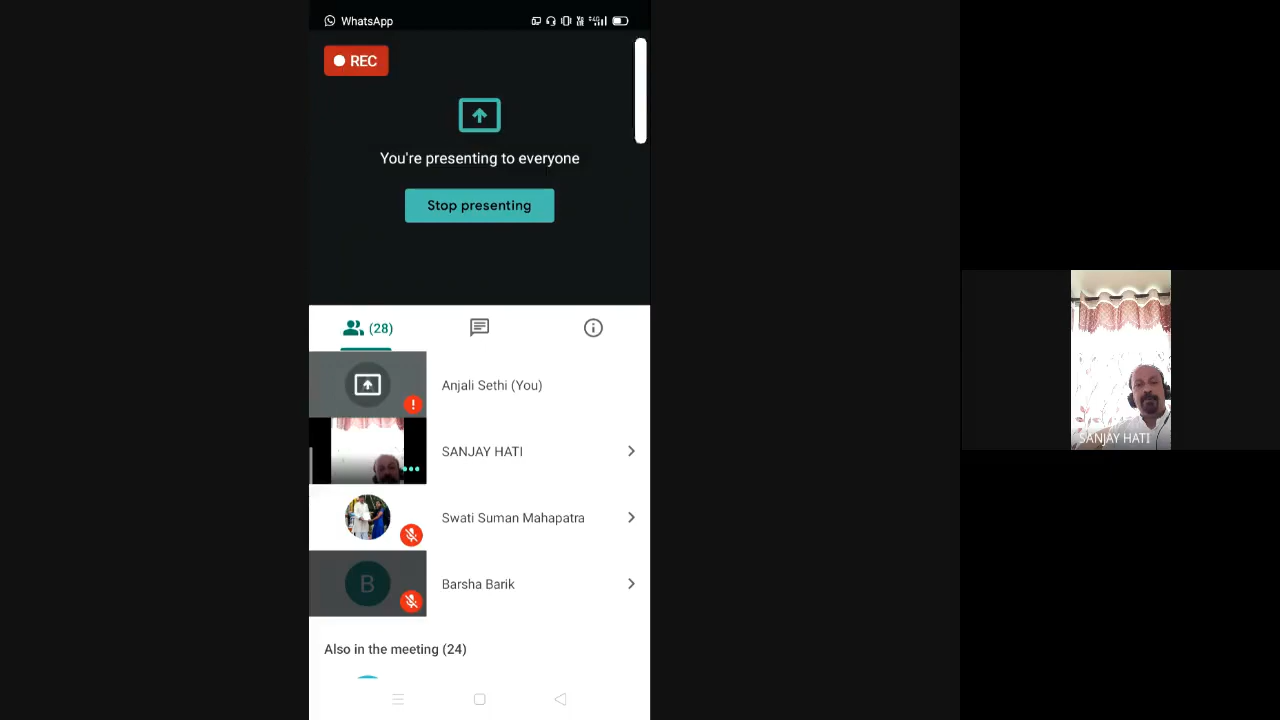 WhatsApp
REC
You're presenting to everyone
Stop presenting
(28)
Anjali Sethi (You)
SANJAY HATI
Swati Suman Mahapatra
B
Barsha Barik
Also in the meeting (24)
SANJAY HATI